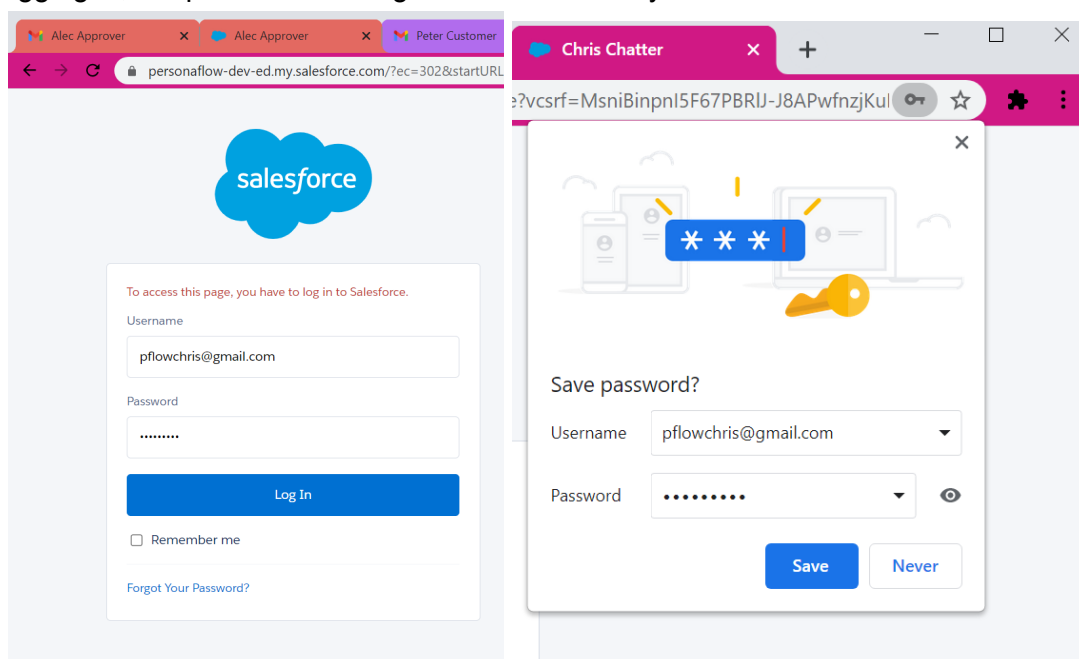 Alec Approver
Alec Approver
Peter Customer
personaflow-dev-ed.my.salesforce.com/?ec=302&startURL
salesforce
To access this page, you have to log in to Salesforce.
Username
pflowchris@gmail.com
Password
•••••••••
Log In
Remember me
Forgot Your Password?
Chris Chatter
?vcsrf=MsniBinpnI5F67PBRlJ-J8APwfnzjKul
* * *
Save password?
Username
pflowchris@gmail.com
Password
•••••••••
Save
Never